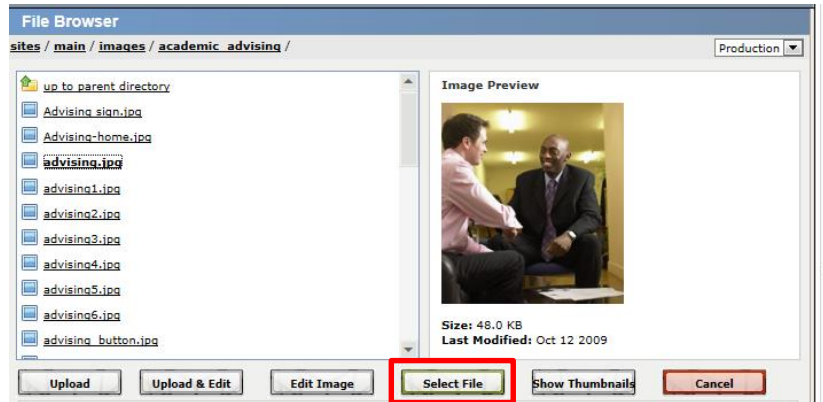 File Browser
sites / main / images / academic_advising /
Production
up to parent directory
Advising sign.jpg
Advising-home.jpg
advising.jpg
advising1.jpg
advising2.jpg
advising3.jpg
advising4.jpg
advising5.jpg
advising6.jpg
advising_button.jpg
Image Preview
Size: 48.0 KB
Last Modified: Oct 12 2009
Upload
Upload & Edit
Edit Image
Select File
Show Thumbnails
Cancel